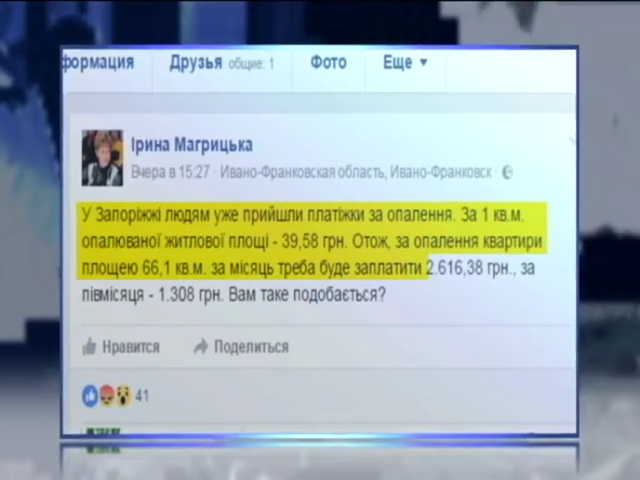 формация Друзья общие: 1 Фото Еще
Ірина Магрицька
Вчера в 15:27 · Ивано-Франковская область, Ивано-Франковск ·
У Запоріжжі людям уже прийшли платіжки за опалення. За 1 кв.м.
опалюваної житлової площі - 39,58 грн. Отож, за опалення квартири
площею 66,1 кв.м. за місяць треба буде заплатити 2.616,38 грн., за
півмісяця - 1.308 грн. Вам таке подобається?
Нравится Поделиться
41